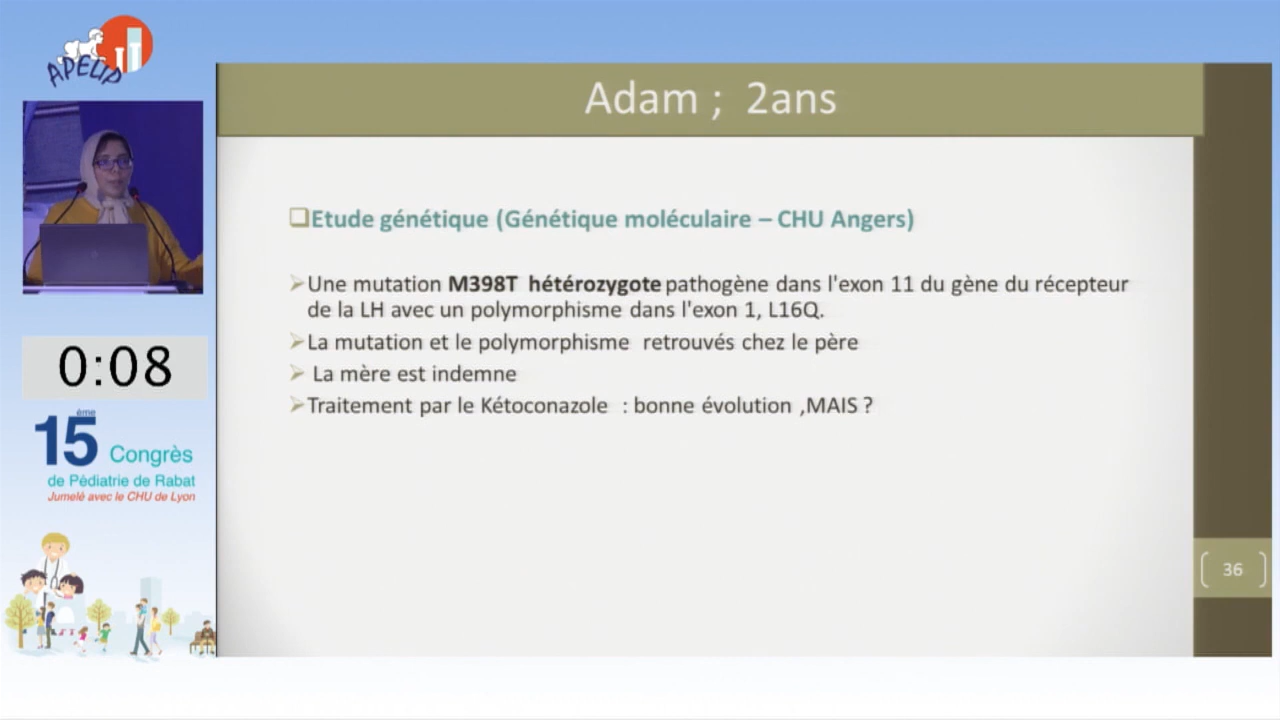 APEUP
Adam ; 2ans
❑Etude génétique (Génétique moléculaire – CHU Angers)
➢Une mutation M398T hétérozygote pathogène dans l'exon 11 du gène du récepteur
de la LH avec un polymorphisme dans l'exon 1, L16Q.
➢La mutation et le polymorphisme retrouvés chez le père
➢ La mère est indemne
➢Traitement par le Kétoconazole : bonne évolution ,MAIS ?
0:08
15ème Congrès
de Pédiatrie de Rabat
Jumelé avec le CHU de Lyon
36